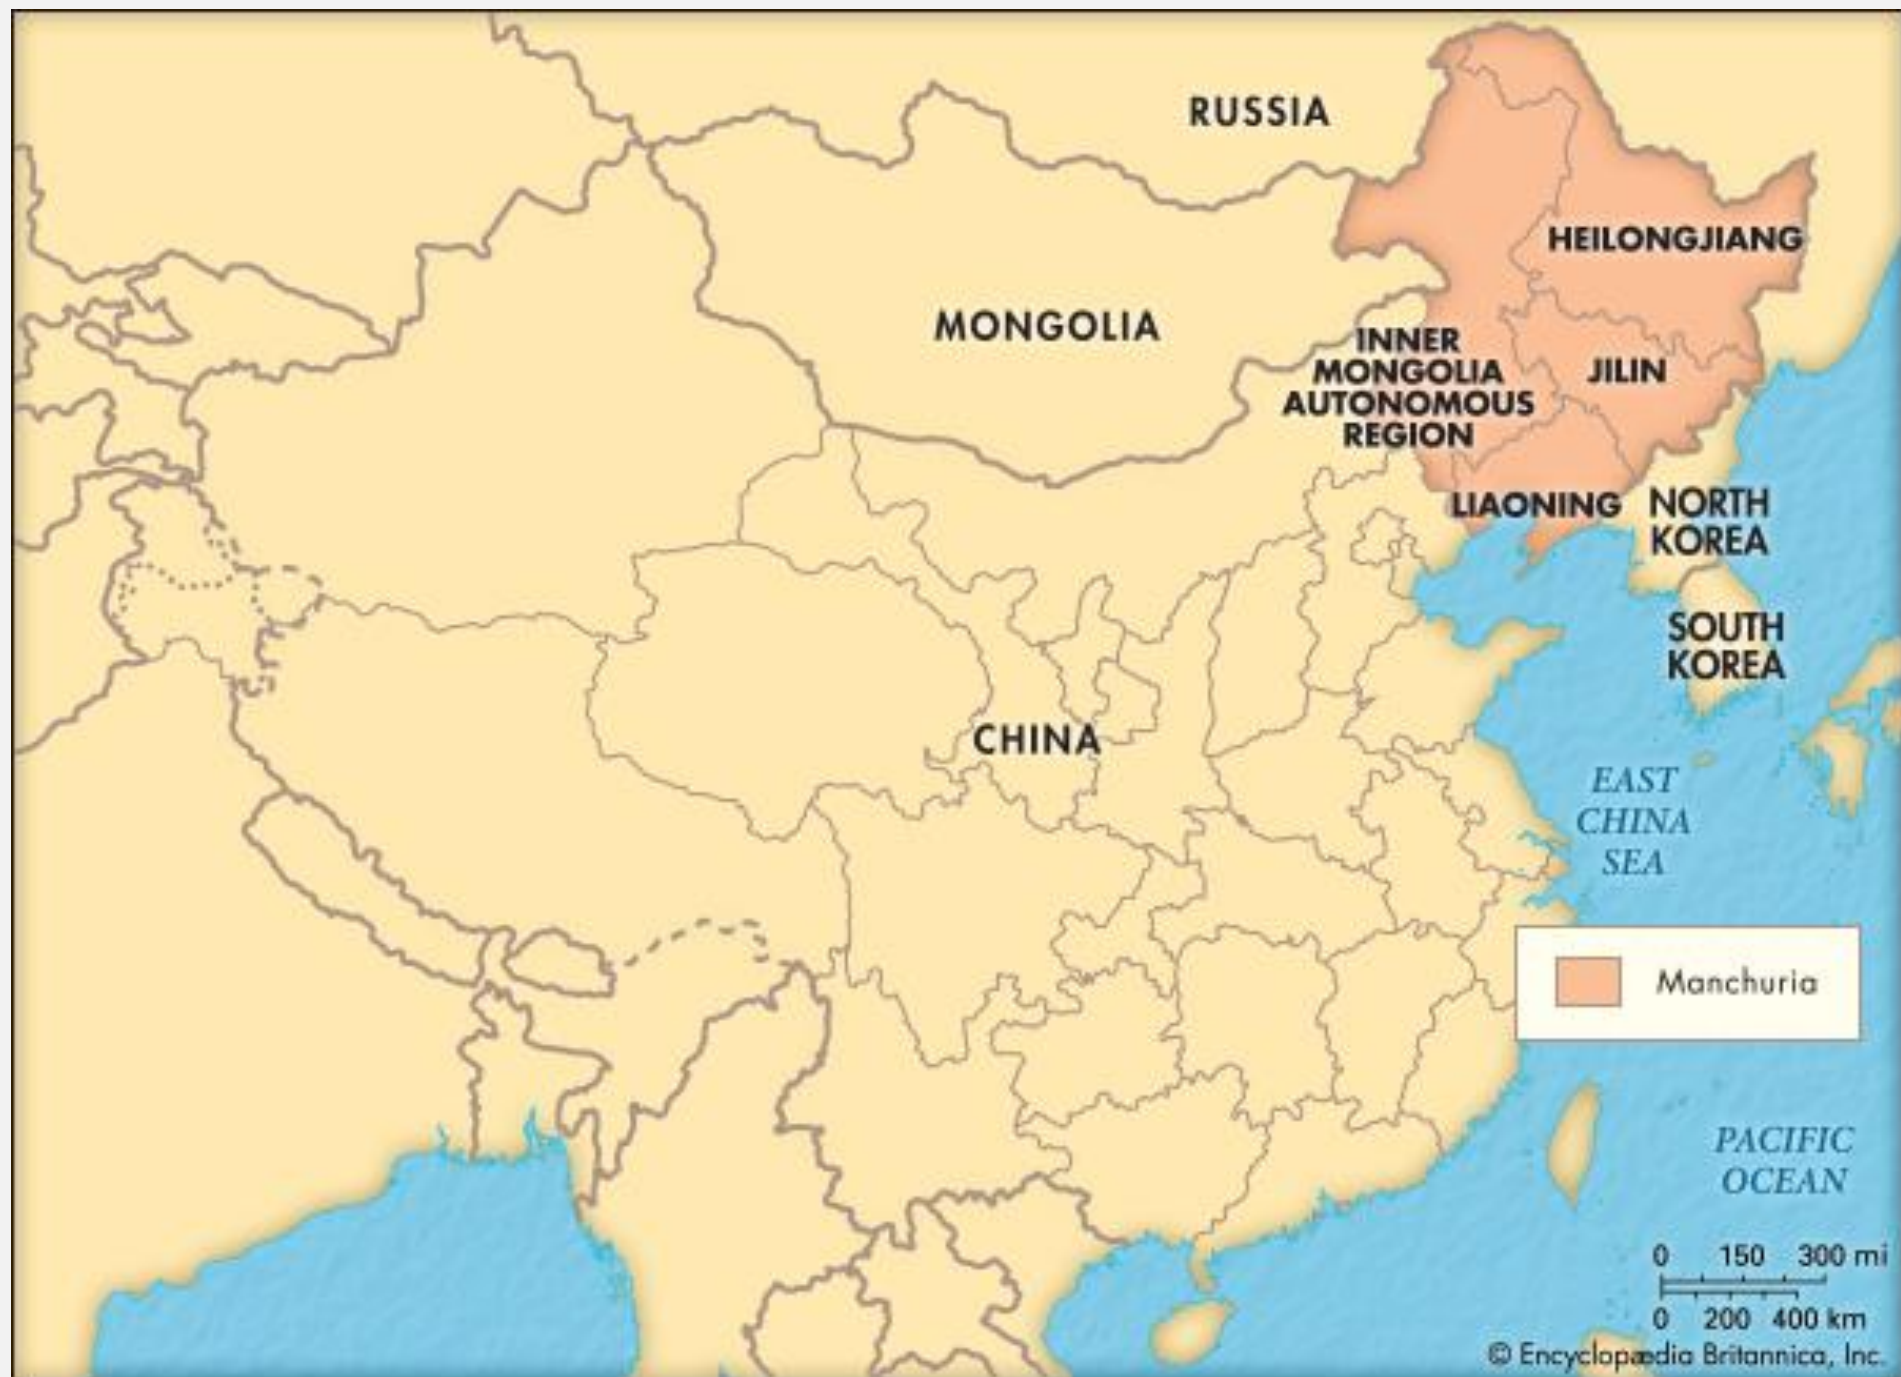 RUSSIA
HEILONGJIANG
MONGOLIA
INNER
MONGOLIA
AUTONOMOUS
REGION
JILIN
LIAONING
NORTH
KOREA
SOUTH
KOREA
CHINA
EAST
CHINA
SEA
Manchuria
PACIFIC
OCEAN
0 150 300 mi
0 200 400 km
© Encyclopædia Britannica, Inc.